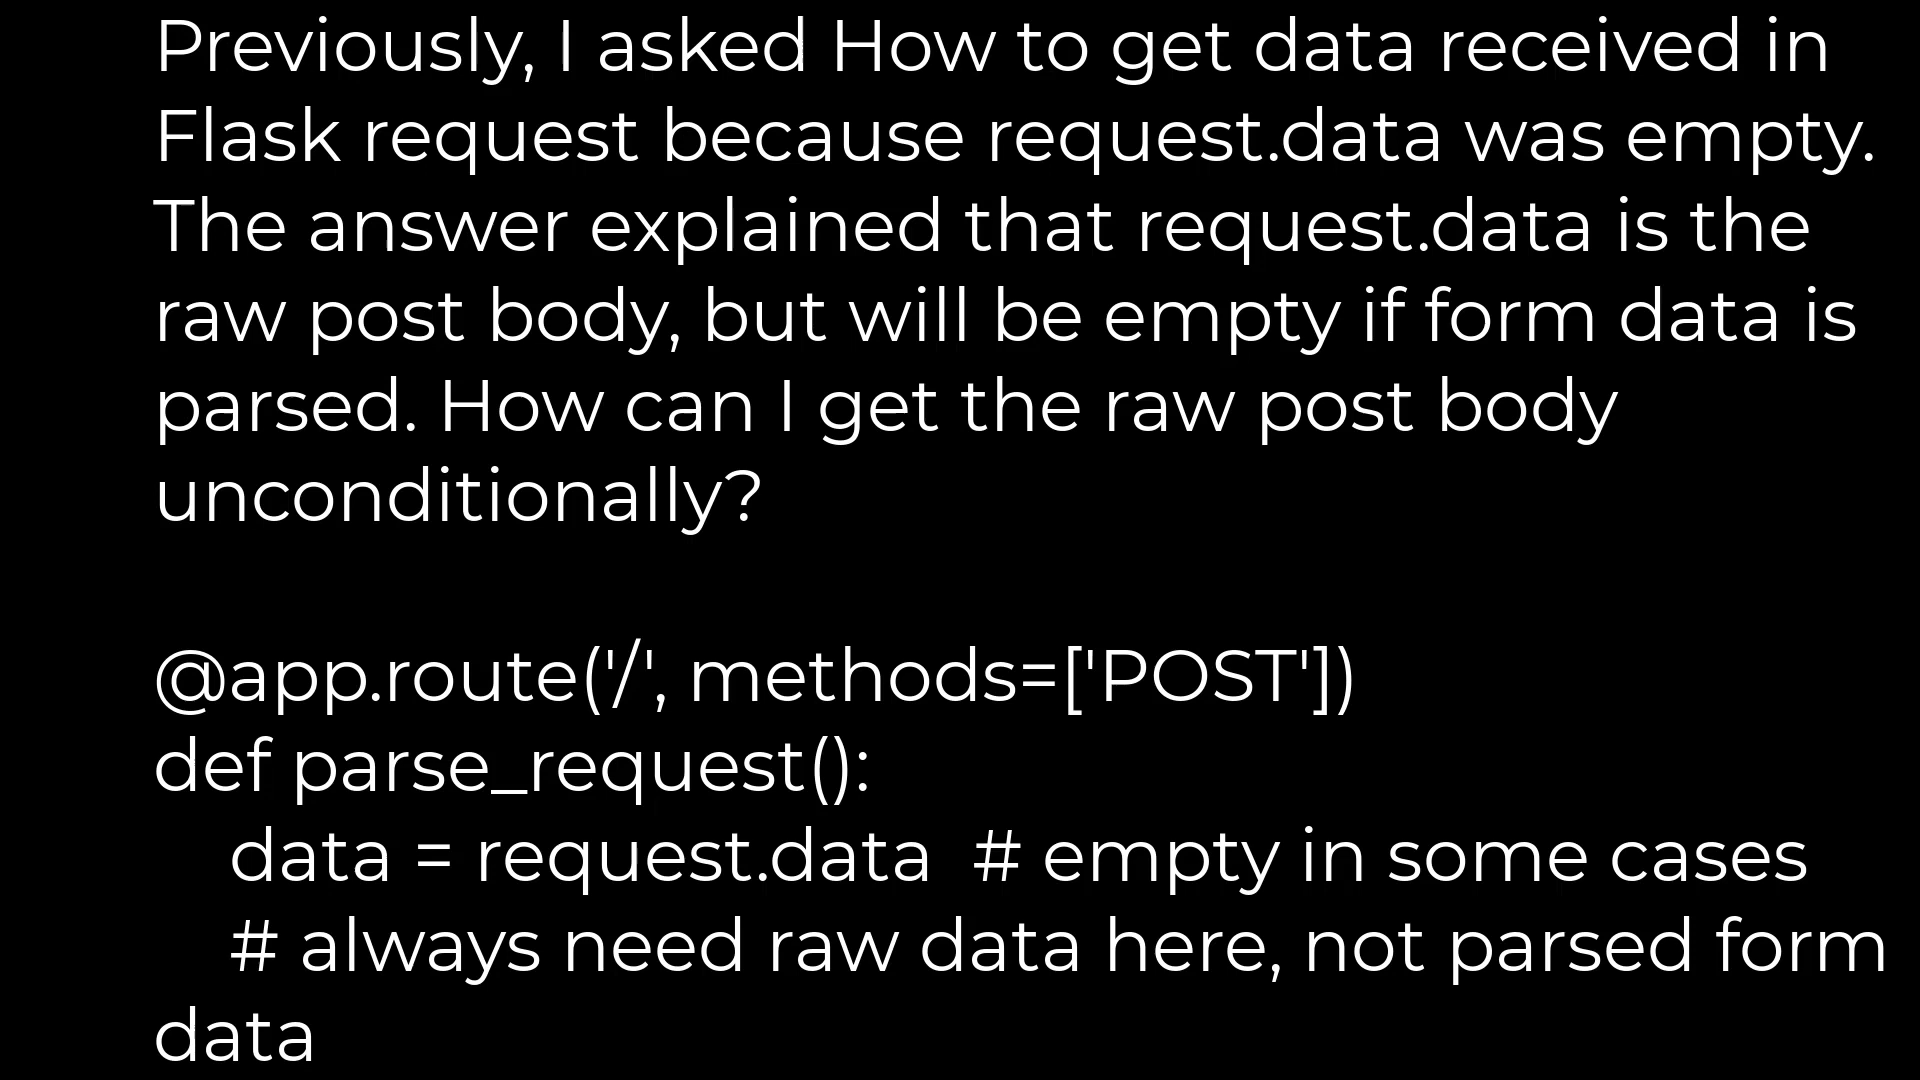 Previously, I asked How to get data received in
Flask request because request.data was empty.
The answer explained that request.data is the
raw post body, but will be empty if form data is
parsed. How can I get the raw post body
unconditionally?

@app.route('/', methods=['POST'])
def parse_request():
    data = request.data  # empty in some cases
    # always need raw data here, not parsed form
data